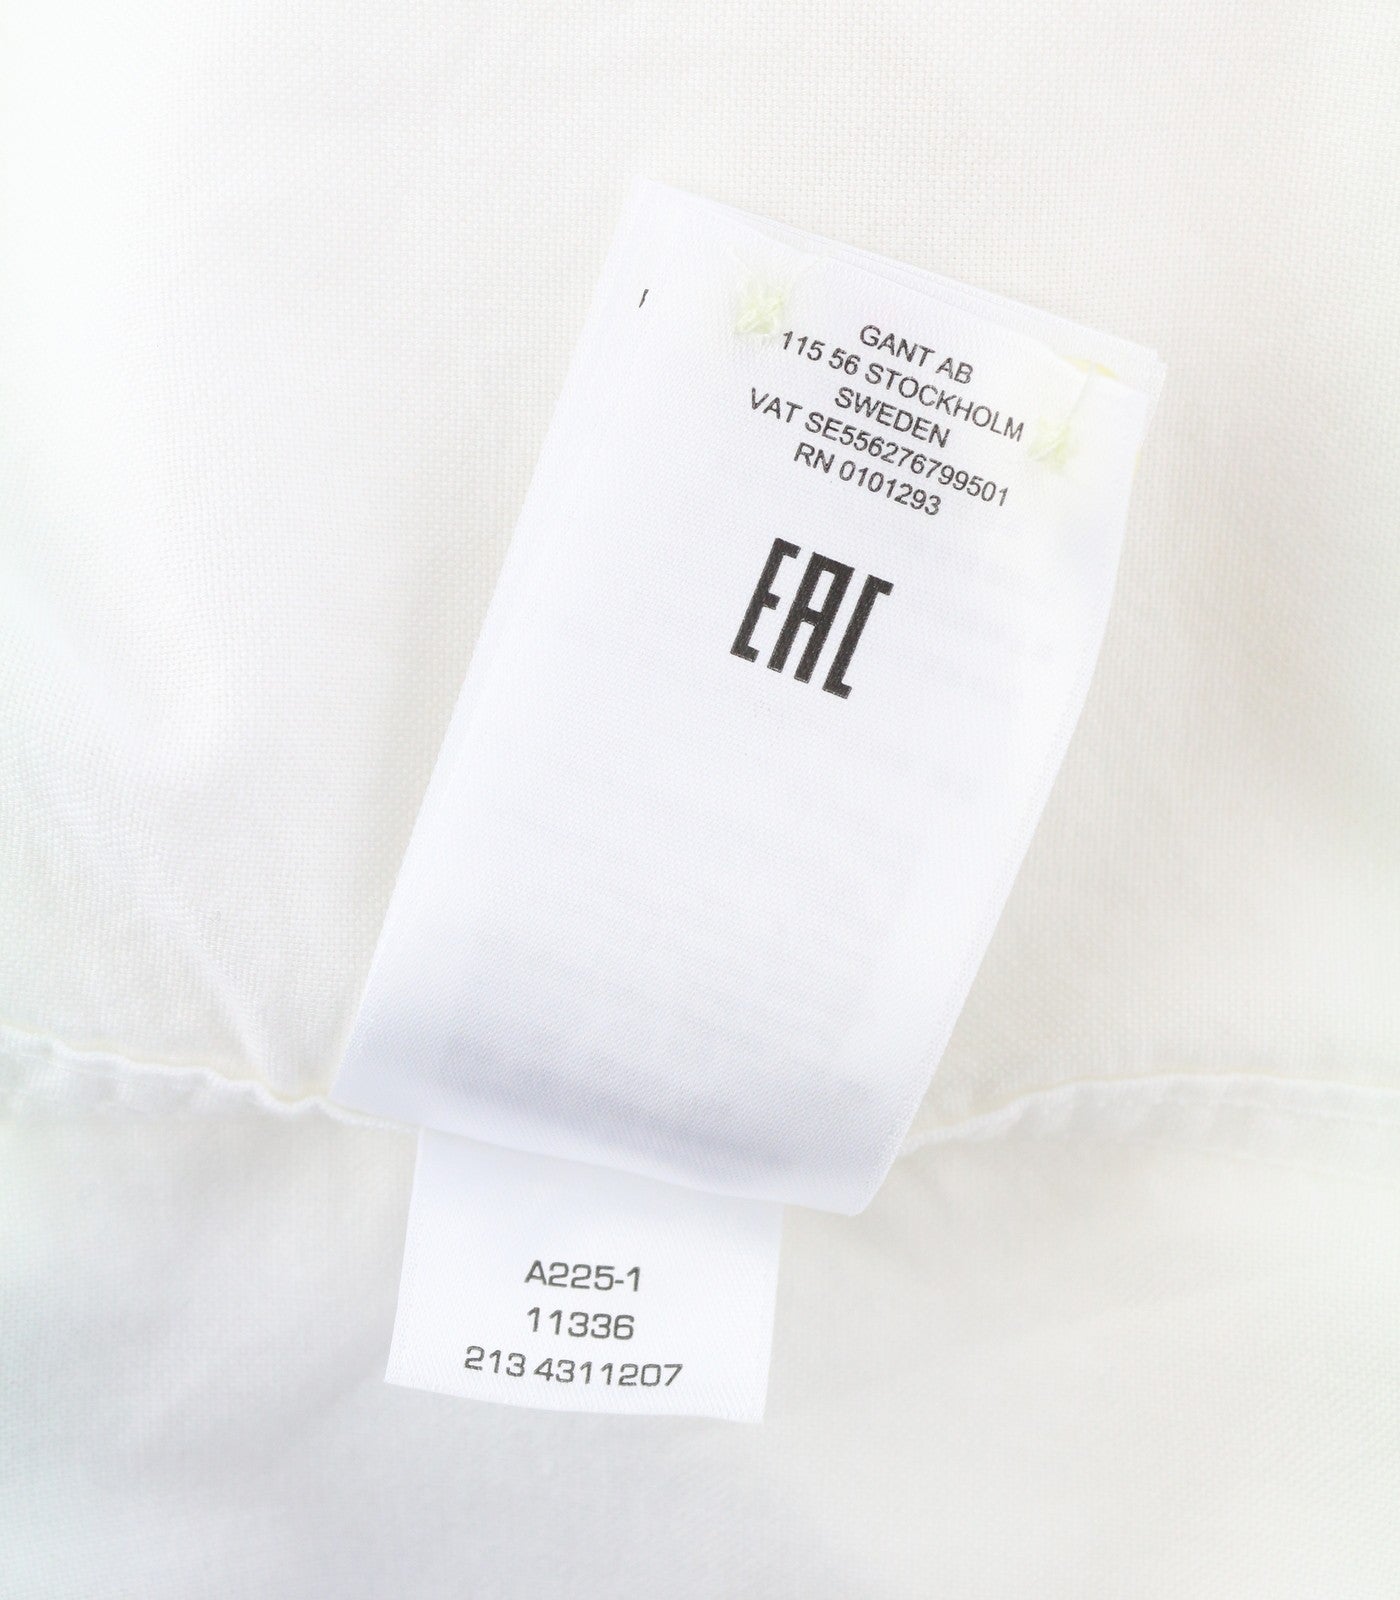 GANT AB
115 56 STOCKHOLM
SWEDEN
VAT SE556276799501
RN 0101293
EAC
A225-1
11336
213 4311207